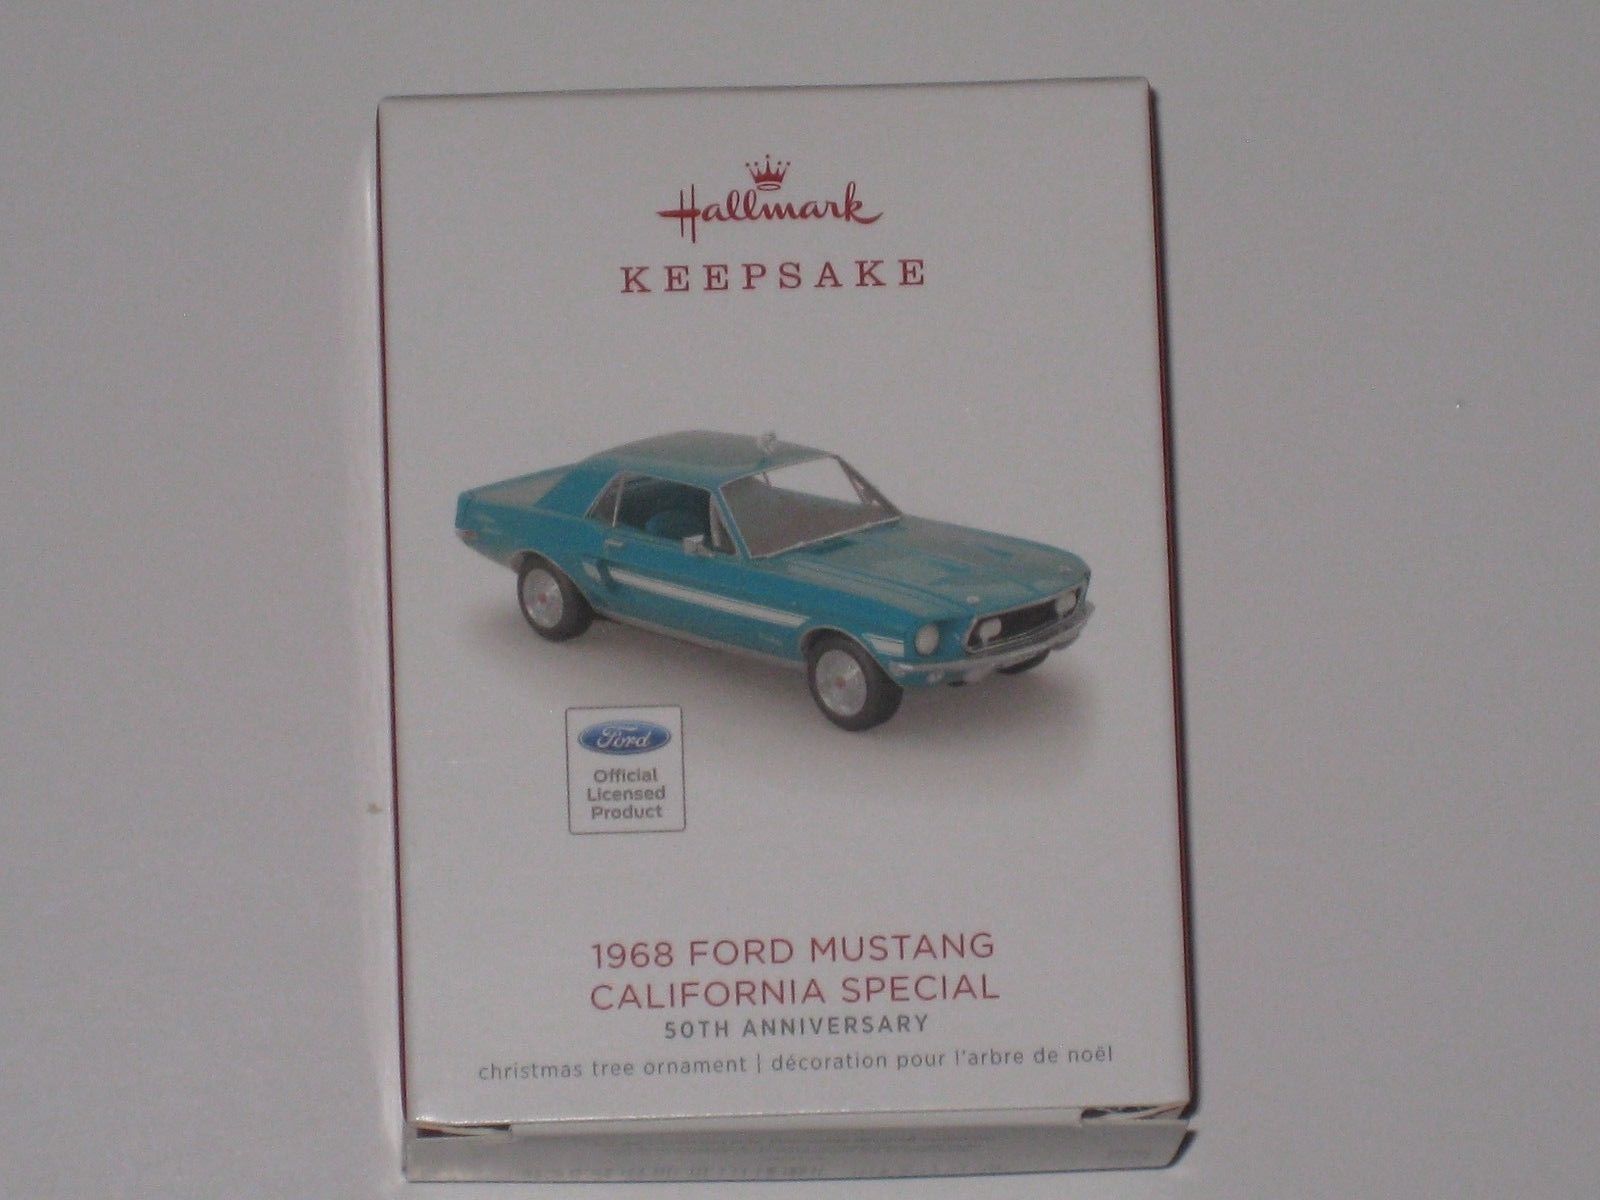 Hallmark
KEEPSAKE
Ford
Official
Licensed
Product
1968 FORD MUSTANG
CALIFORNIA SPECIAL
50TH ANNIVERSARY
christmas tree ornament | décoration pour l'arbre de noël